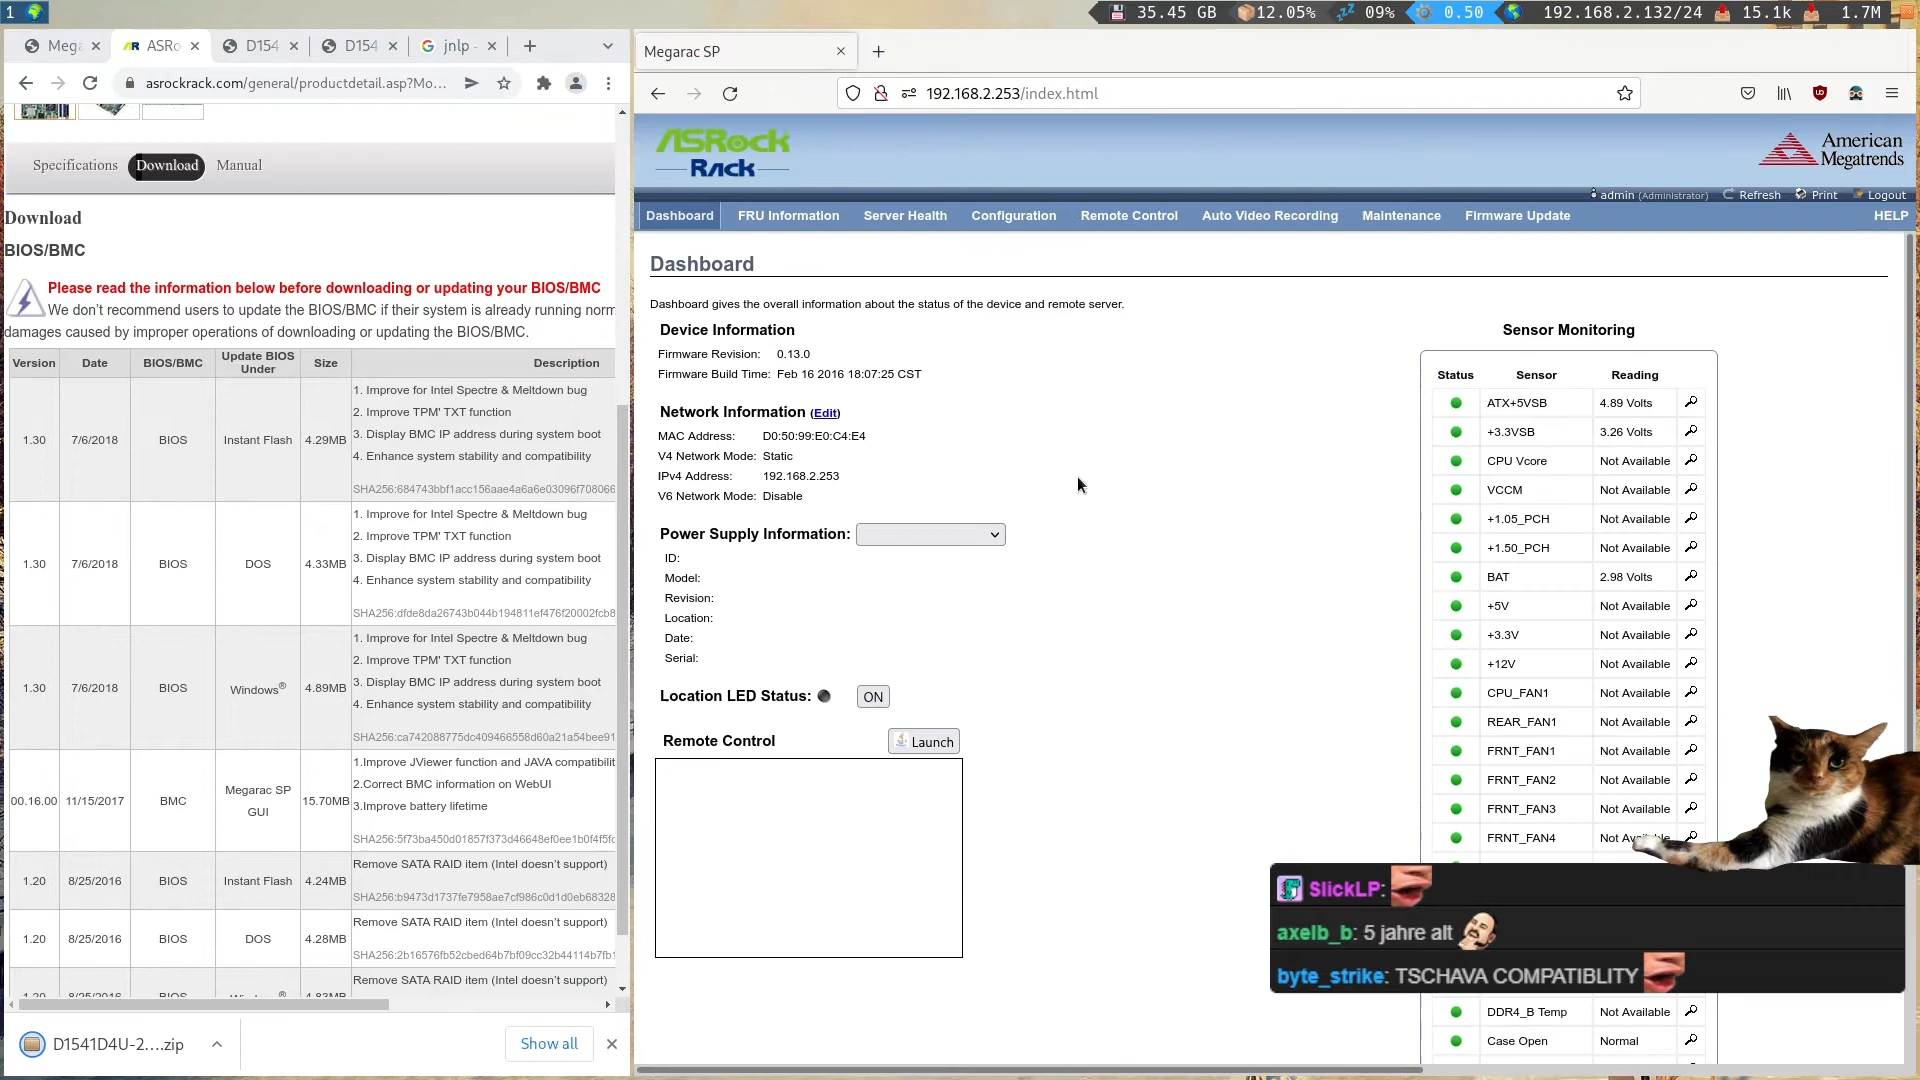 1
35.45 GB
12.05%
09%
0.50
192.168.2.132/24
15.1k
1.7M
Mega
ASRo
D154
D154
jnlp -
asrockrack.com/general/productdetail.asp?Mo...
Specifications
Download
Manual
Download
BIOS/BMC
Please read the information below before downloading or updating your BIOS/BMC
We don't recommend users to update the BIOS/BMC if their system is already running norm
damages caused by improper operations of downloading or updating the BIOS/BMC.
Version Date BIOS/BMC Update BIOS Under Size Description
1.30 7/6/2018 BIOS Instant Flash 4.29MB
1. Improve for Intel Spectre & Meltdown bug
2. Improve TPM' TXT function
3. Display BMC IP address during system boot
4. Enhance system stability and compatibility
SHA256:684743bbf1acc156aae4a6a6e03096f708066
1.30 7/6/2018 BIOS DOS 4.33MB
1. Improve for Intel Spectre & Meltdown bug
2. Improve TPM' TXT function
3. Display BMC IP address during system boot
4. Enhance system stability and compatibility
SHA256:dfde8da26743b044b194811ef476f20002fcb8
1.30 7/6/2018 BIOS Windows® 4.89MB
1. Improve for Intel Spectre & Meltdown bug
2. Improve TPM' TXT function
3. Display BMC IP address during system boot
4. Enhance system stability and compatibility
SHA256:ca742088775dc409466558d60a21a54bee91
00.16.00 11/15/2017 BMC Megarac SP GUI 15.70MB
1.Improve JViewer function and JAVA compatibilit
2.Correct BMC information on WebUI
3.Improve battery lifetime
SHA256:5f73ba450d01857f373d46648ef0ee1b0f4f5fc
1.20 8/25/2016 BIOS Instant Flash 4.24MB
Remove SATA RAID item (Intel doesn't support)
SHA256:b9473d1737fe7958ae7cf986c0d1d0eb68328
1.20 8/25/2016 BIOS DOS 4.28MB
Remove SATA RAID item (Intel doesn't support)
SHA256:2b16576fb52cbed64b7bf09cc32b44114b7fb1
Remove SATA RAID item (Intel doesn't support)
1.20 8/25/2016 BIOS Windows® 4.83MB
D1541D4U-2....zip
Show all
Megarac SP
192.168.2.253/index.html
ASRock
Rack
American
Megatrends
admin (Administrator) Refresh Print Logout
Dashboard FRU Information Server Health Configuration Remote Control Auto Video Recording Maintenance Firmware Update HELP
Dashboard
Dashboard gives the overall information about the status of the device and remote server.
Device Information
Firmware Revision: 0.13.0
Firmware Build Time: Feb 16 2016 18:07:25 CST
Network Information (Edit)
MAC Address: D0:50:99:E0:C4:E4
V4 Network Mode: Static
IPv4 Address: 192.168.2.253
V6 Network Mode: Disable
Power Supply Information:
ID:
Model:
Revision:
Location:
Date:
Serial:
Location LED Status: ON
Remote Control Launch
Sensor Monitoring
Status Sensor Reading
ATX+5VSB 4.89 Volts
+3.3VSB 3.26 Volts
CPU Vcore Not Available
VCCM Not Available
+1.05_PCH Not Available
+1.50_PCH Not Available
BAT 2.98 Volts
+5V Not Available
+3.3V Not Available
+12V Not Available
CPU_FAN1 Not Available
REAR_FAN1 Not Available
FRNT_FAN1 Not Available
FRNT_FAN2 Not Available
FRNT_FAN3 Not Available
FRNT_FAN4 Not Available
SlickLP:
axelb_b: 5 jahre alt
byte_strike: TSCHAVA COMPATIBLITY
DDR4_B Temp Not Available
Case Open Normal